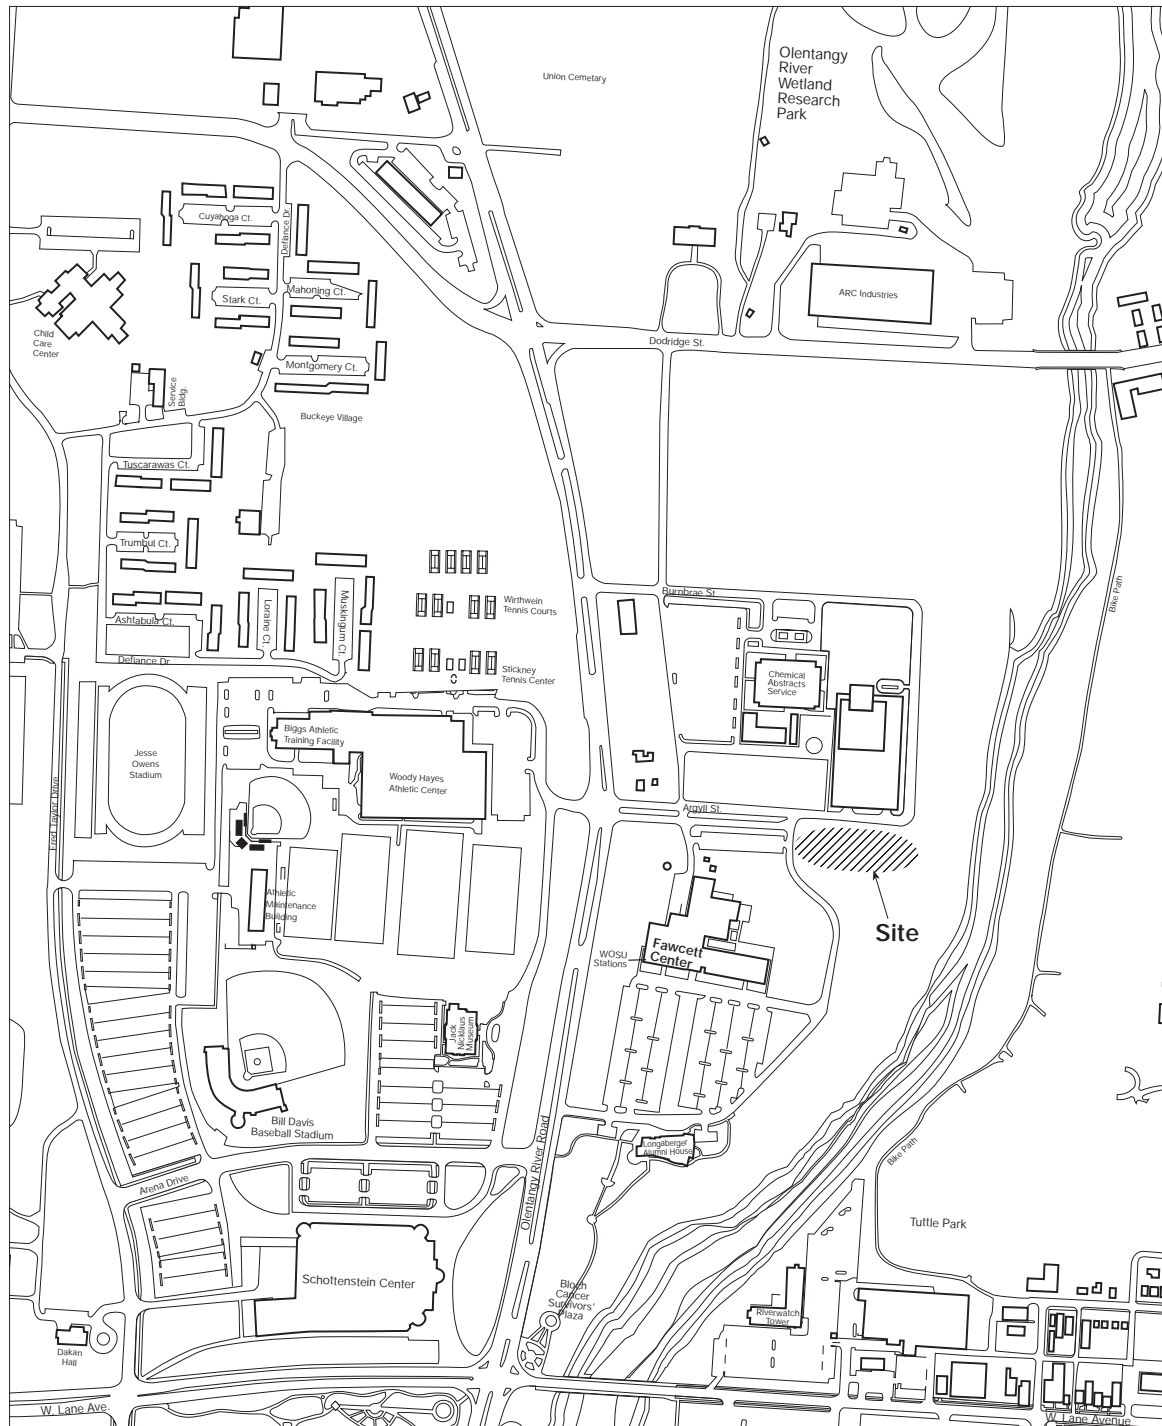 Olentangy
River
Wetland
Research
Park
Union Cemetary
Cuyahoga Ct.
Defiance Dr.
Stark Ct.
Mahoning Ct.
ARC Industries
Child
Care
Center
Dodridge St.
Montgomery Ct.
Service
Bldg.
Buckeye Village
Tuscarawas Ct.
Trumbul Ct.
Bike Path
Burnbrae St.
Wirthwein
Tennis Courts
Lorraine Ct.
Muskingum Ct.
Ashtabula Ct.
Defiance Dr.
Stickney
Tennis Center
Chemical
Abstracts
Service
Biggs Athletic
Training Facility
Jesse
Owens
Stadium
Woody Hayes
Athletic Center
Fred Taylor Drive
Argyll St.
Athletic
Maintenance
Building
Site
Fawcett
Center
WOSU
Stations
Jack
Nicklaus
Museum
Bill Davis
Baseball Stadium
Longaberger
Alumni House
Olentangy River Road
Bike Path
Arena Drive
Tuttle Park
Schottenstein Center
Bloch
Cancer
Survivors'
Plaza
Riverwatch
Tower
Dakan
Hall
W. Lane Ave.
W. Lane Avenue